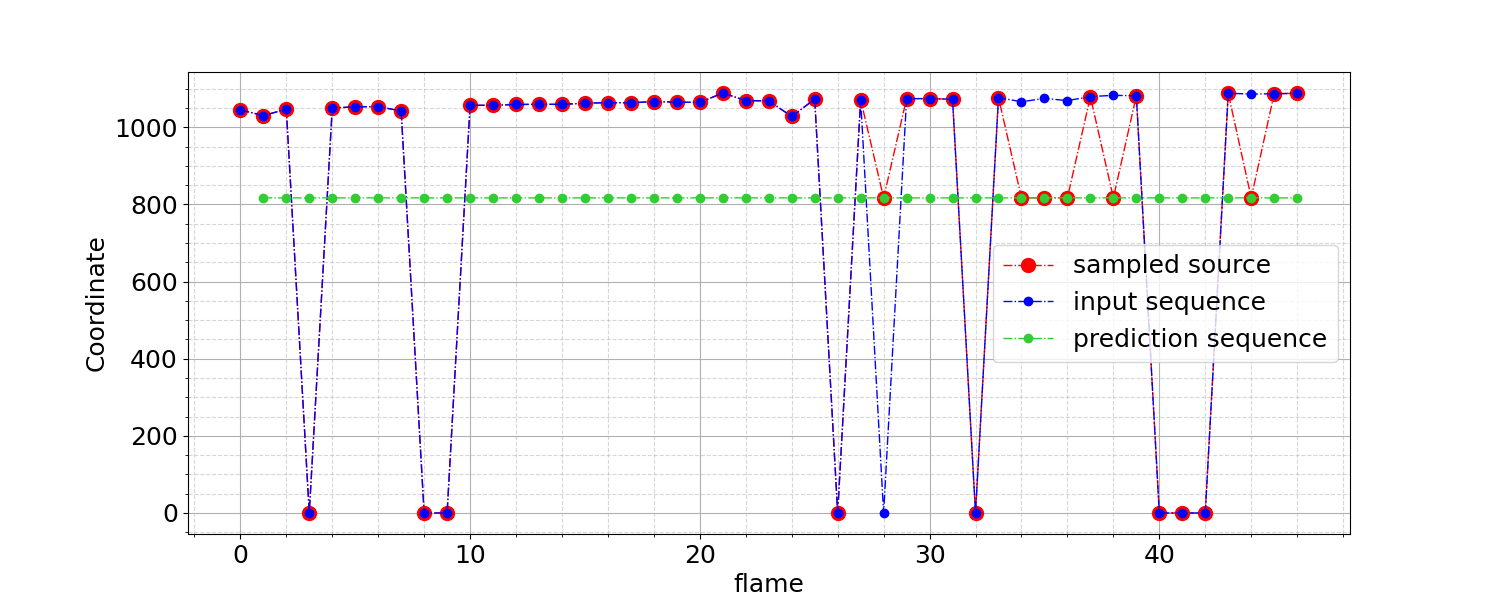 1000
800
600
400
200
0
Coordinate
sampled source
input sequence
prediction sequence
0 10 20 30 40
flame